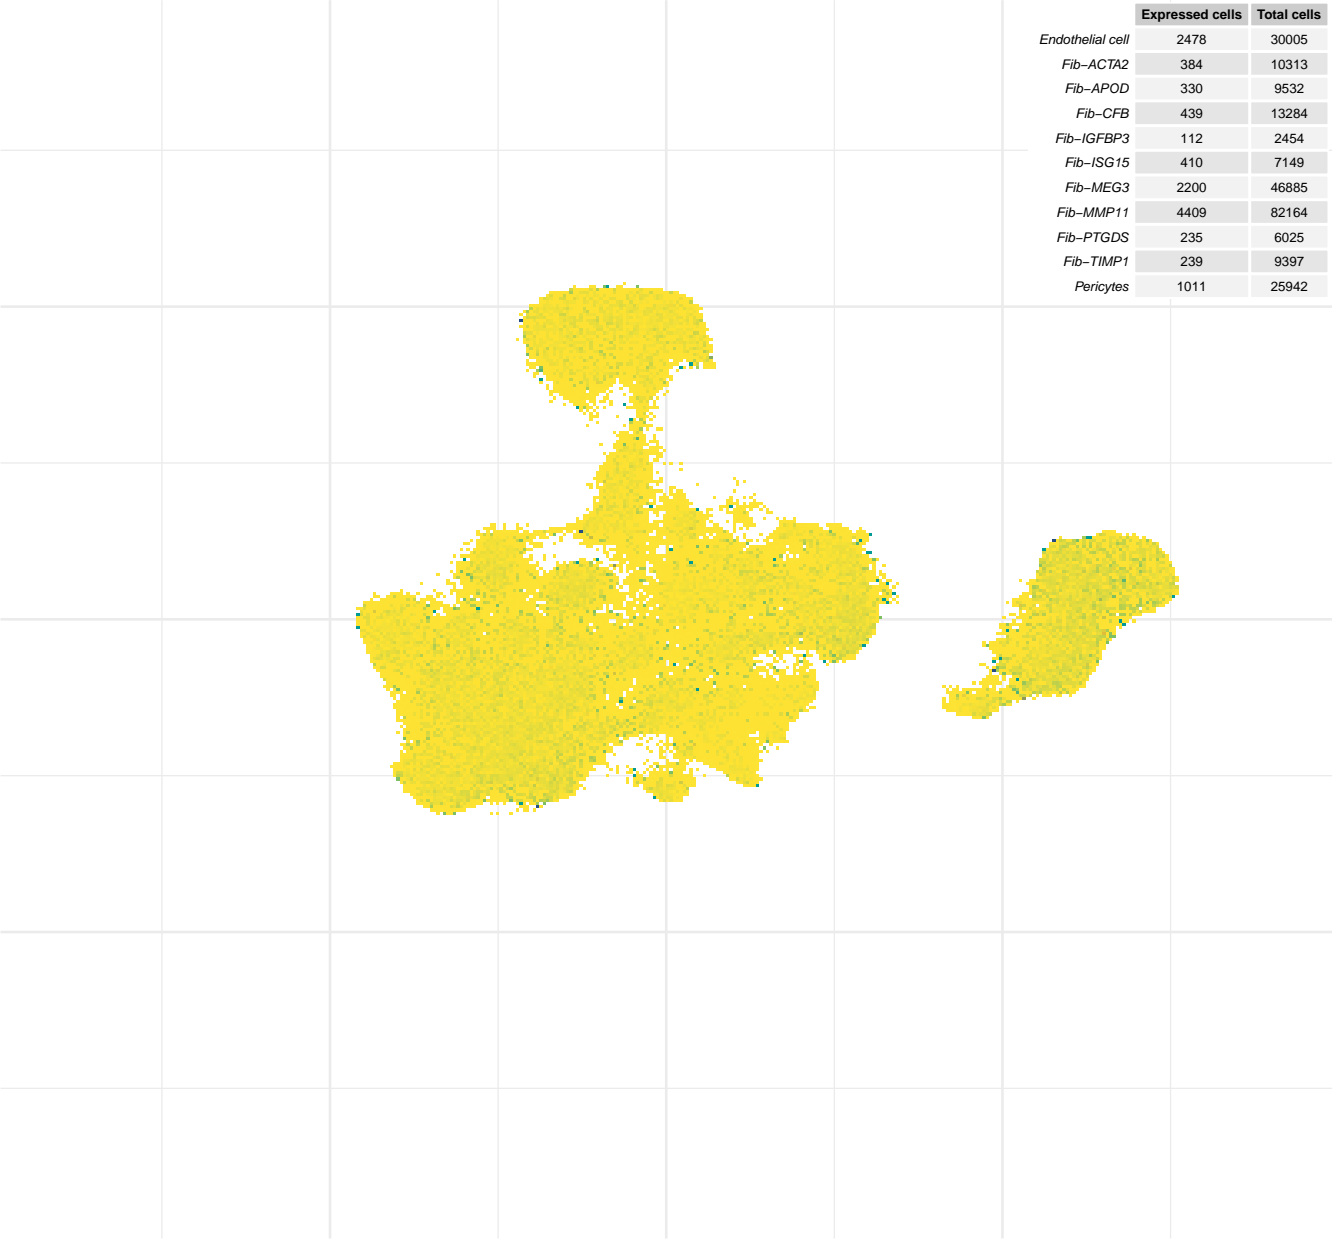 Expressed cells Total cells
Endothelial cell 2478 30005
Fib−ACTA2 384 10313
Fib−APOD 330 9532
Fib−CFB 439 13284
Fib−IGFBP3 112 2454
Fib−ISG15 410 7149
Fib−MEG3 2200 46885
Fib−MMP11 4409 82164
Fib−PTGDS 235 6025
Fib−TIMP1 239 9397
Pericytes 1011 25942